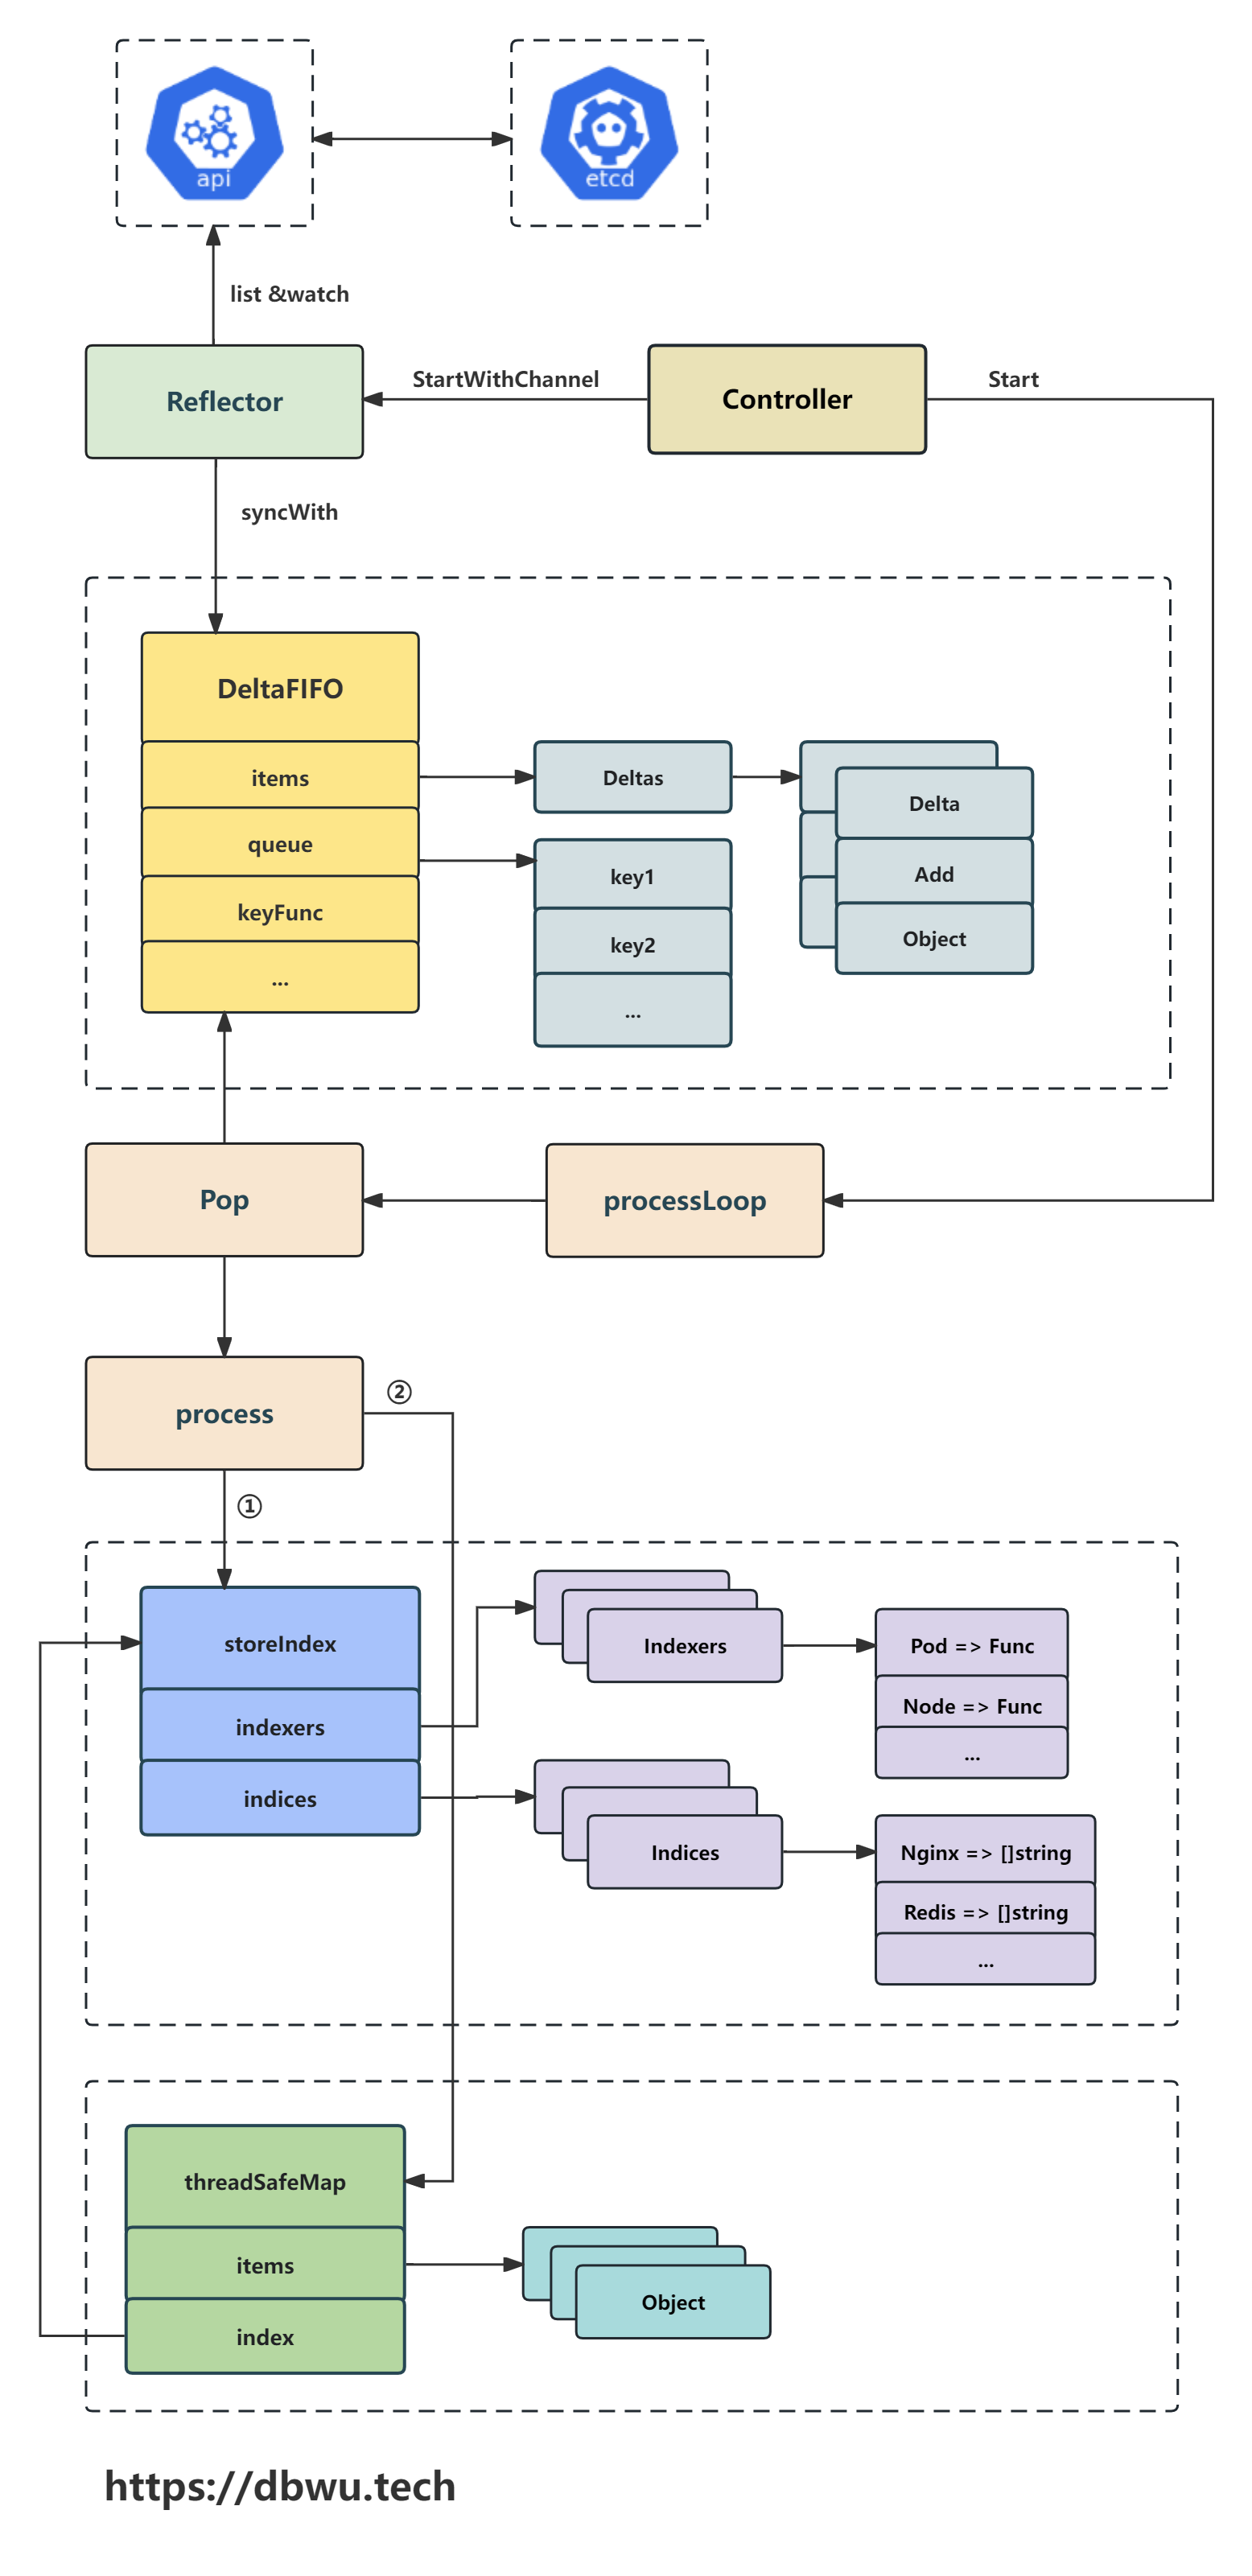 api
etcd
list &watch
Reflector
StartWithChannel
Controller
Start
syncWith
DeltaFIFO
items
queue
keyFunc
...
Deltas
key1
key2
...
Delta
Add
Object
Pop
processLoop
process
②
①
storeIndex
indexers
indices
Indexers
Pod => Func
Node => Func
...
Indices
Nginx => []string
Redis => []string
...
threadSafeMap
items
index
Object
https://dbwu.tech